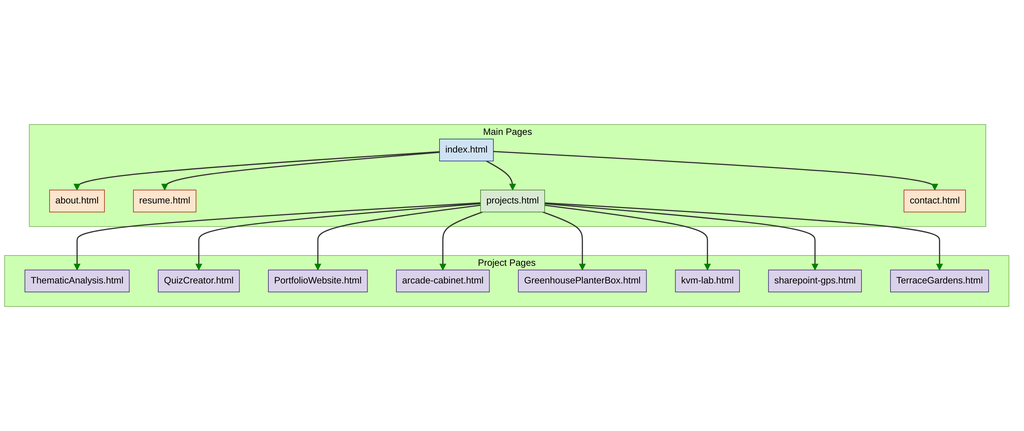 Main Pages
index.html
about.html
resume.html
projects.html
contact.html
Project Pages
ThematicAnalysis.html
QuizCreator.html
PortfolioWebsite.html
arcade-cabinet.html
GreenhousePlanterBox.html
kvm-lab.html
sharepoint-gps.html
TerraceGardens.html